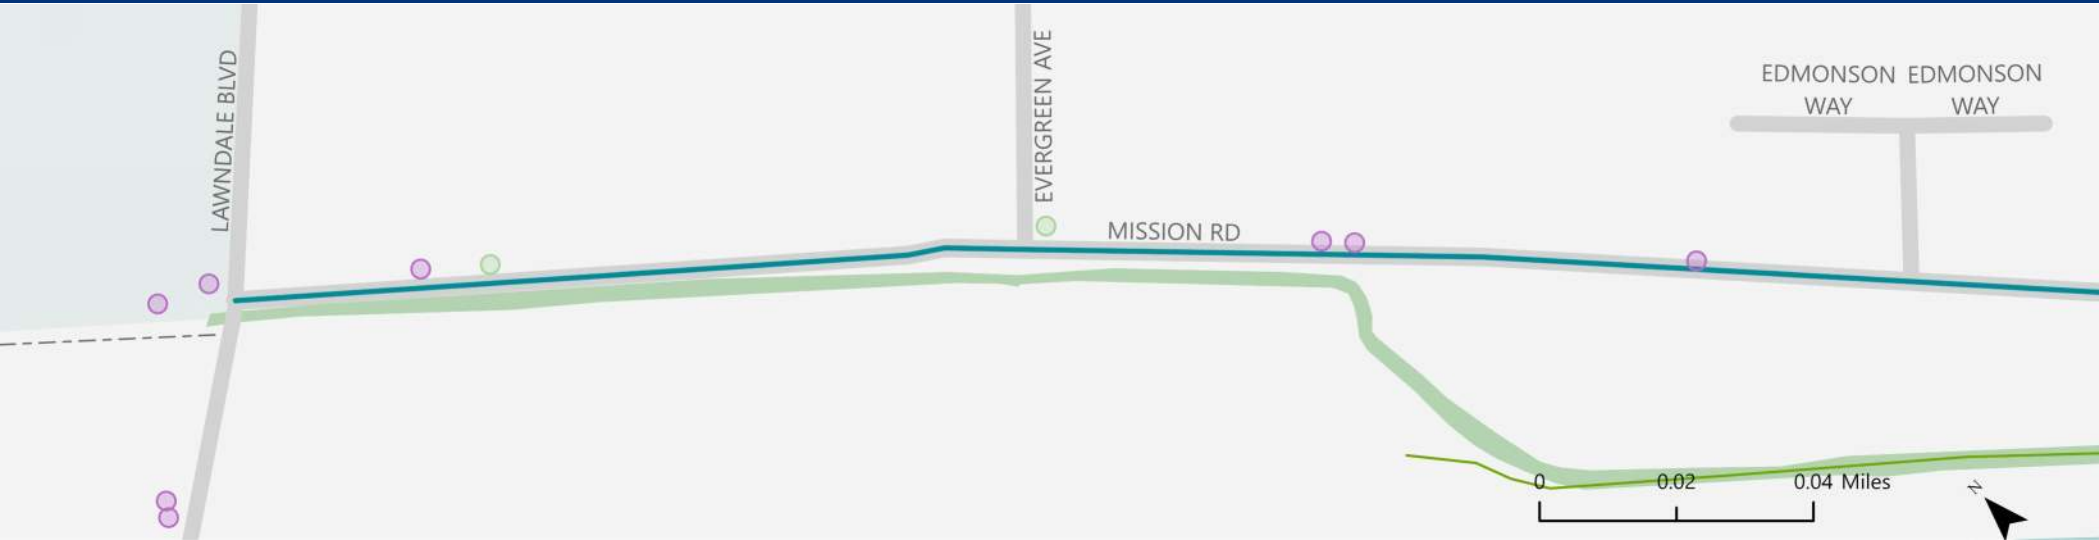 LAWNDALE BLVD
EVERGREEN AVE
EDMONSON
WAY
EDMONSON
WAY
MISSION RD
0 0.02 0.04 Miles
N